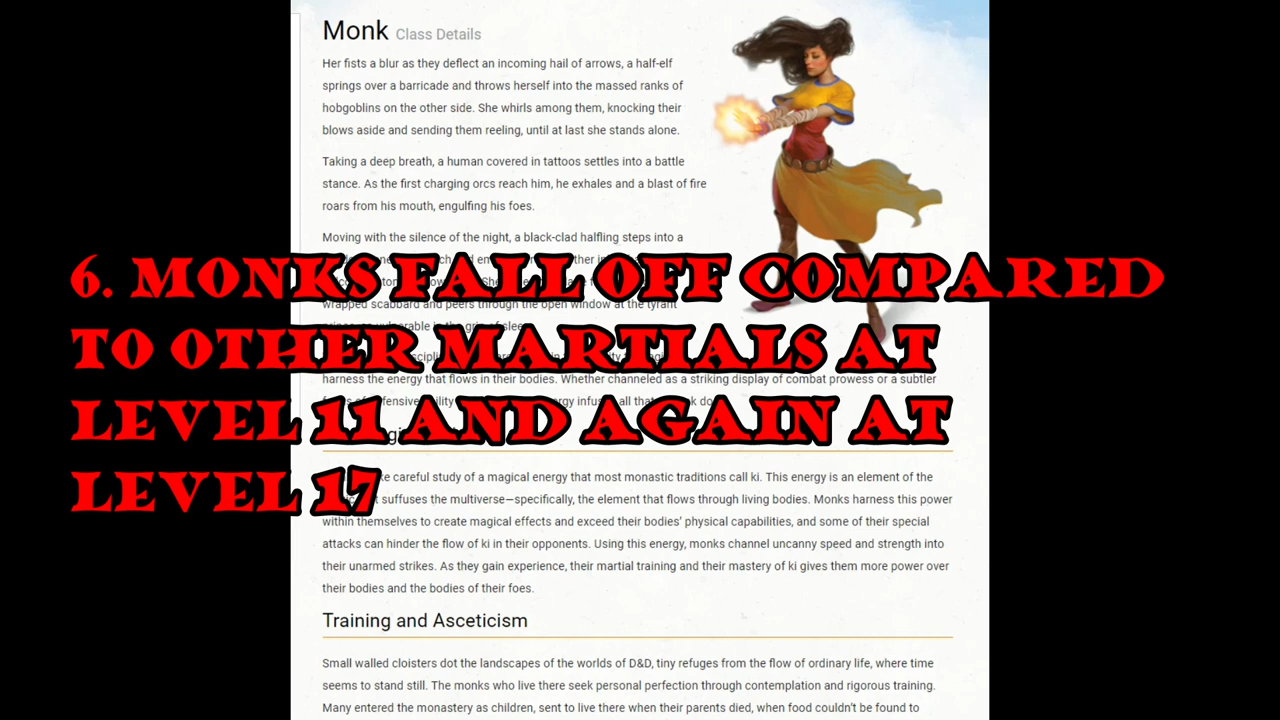 Monk Class Details
Her fists a blur as they deflect an incoming hail of arrows, a half-elf
springs over a barricade and throws herself into the massed ranks of
hobgoblins on the other side. She whirls among them, knocking their
blows aside and sending them reeling, until at last she stands alone.
Taking a deep breath, a human covered in tattoos settles into a battle
stance. As the first charging orcs reach him, he exhales and a blast of fire
roars from his mouth, engulfing his foes.
Moving with the silence of the night, a black-clad halfling steps into a
6. MONKS FALL OFF COMPARED
wrapped scabbard and peers through the open window at the tyrant
TO OTHER MARTIALS AT
harness the energy that flows in their bodies. Whether channeled as a striking display of combat prowess or a subtler
LEVEL 11 AND AGAIN AT
careful study of a magical energy that most monastic traditions call ki. This energy is an element of the
LEVEL 17
suffuses the multiverse—specifically, the element that flows through living bodies. Monks harness this power
within themselves to create magical effects and exceed their bodies' physical capabilities, and some of their special
attacks can hinder the flow of ki in their opponents. Using this energy, monks channel uncanny speed and strength into
their unarmed strikes. As they gain experience, their martial training and their mastery of ki gives them more power over
their bodies and the bodies of their foes.
Training and Asceticism
Small walled cloisters dot the landscapes of the worlds of D&D, tiny refuges from the flow of ordinary life, where time
seems to stand still. The monks who live there seek personal perfection through contemplation and rigorous training.
Many entered the monastery as children, sent to live there when their parents died, when food couldn't be found to